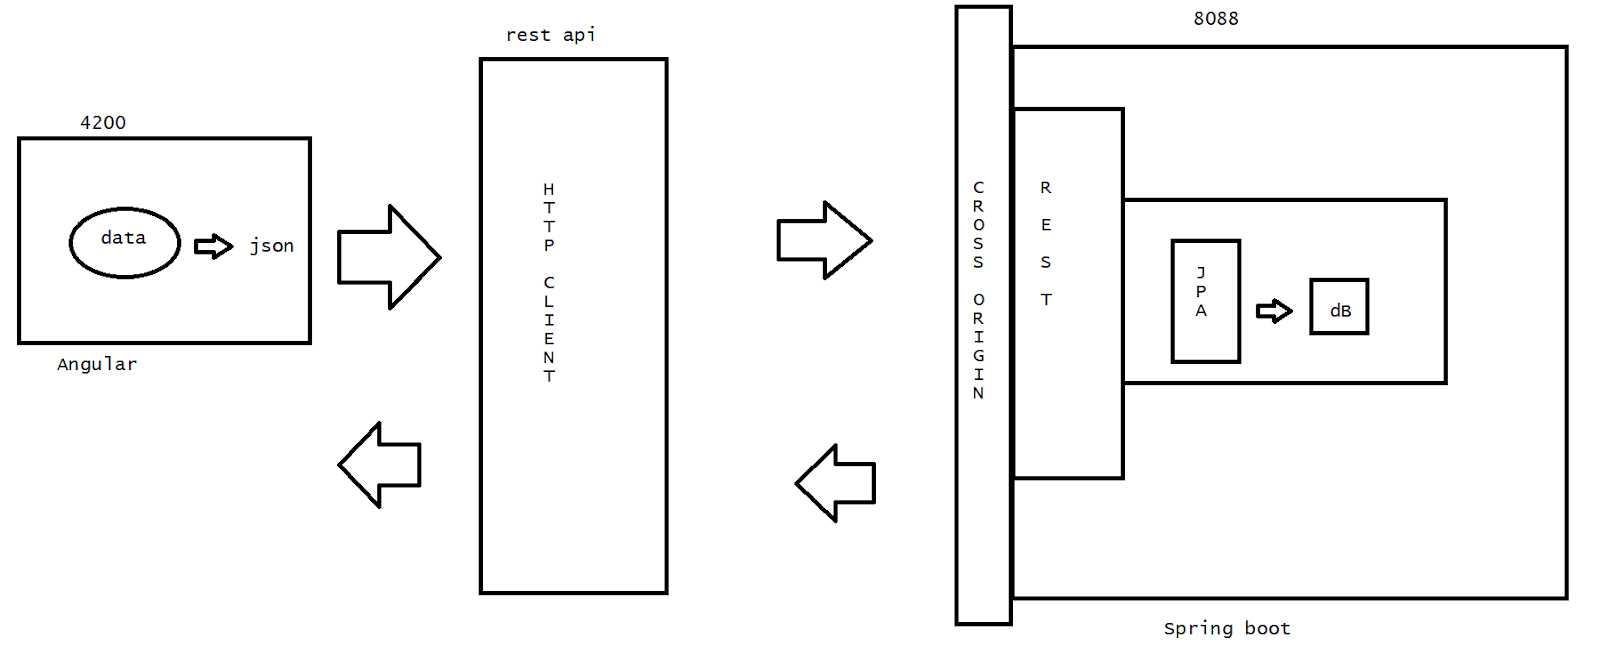 4200
data
json
Angular
rest api
HTTP CLIENT
8088
CROSS ORIGIN
REST
JPA
dB
Spring boot